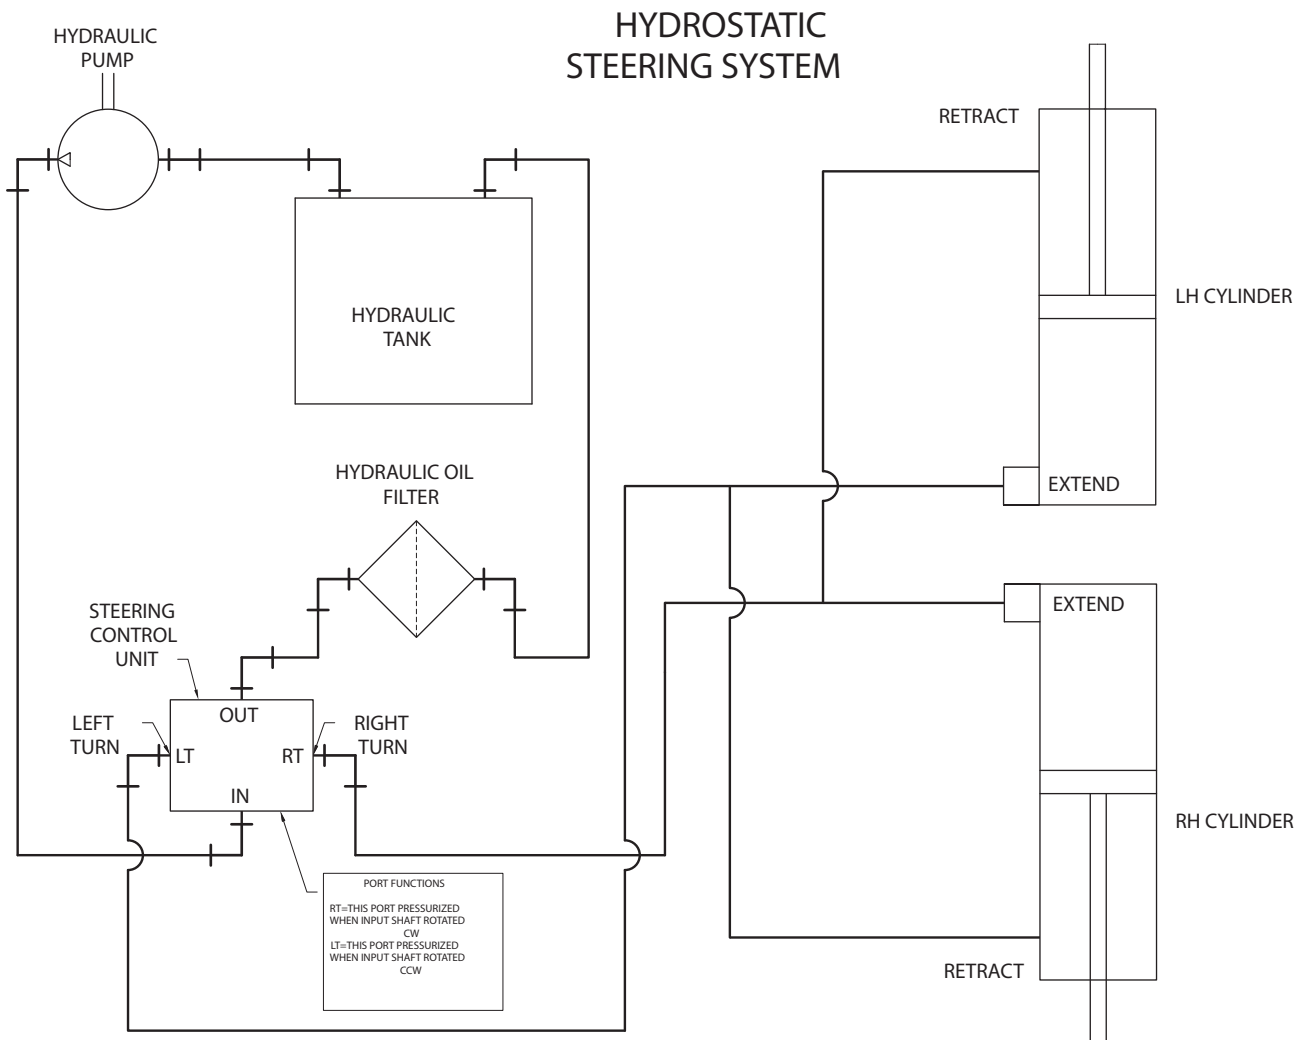 HYDROSTATIC
STEERING SYSTEM
HYDRAULIC
PUMP
RETRACT
HYDRAULIC
TANK
LH CYLINDER
HYDRAULIC OIL
FILTER
EXTEND
STEERING
CONTROL
UNIT
EXTEND
LEFT
TURN
OUT
LT
RT
IN
RIGHT
TURN
RH CYLINDER
PORT FUNCTIONS
RT=THIS PORT PRESSURIZED
WHEN INPUT SHAFT ROTATED
CW
LT=THIS PORT PRESSURIZED
WHEN INPUT SHAFT ROTATED
CCW
RETRACT